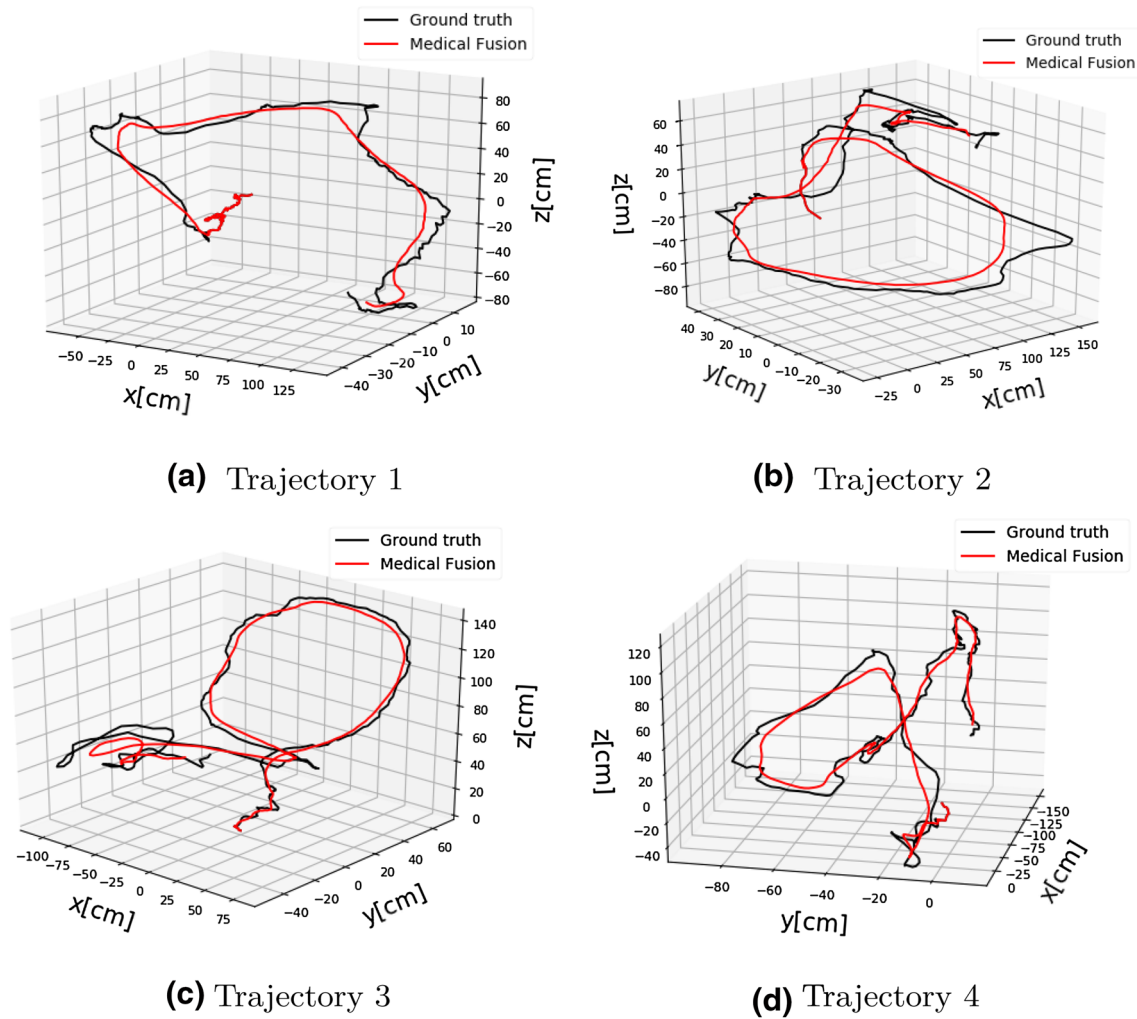 Ground truth
Medical Fusion
80
60
40
20
0
−20
−40
−60
−80
z[cm]
−50 −25 0 25 50 75 100 125
x[cm]
−40 −30 −20 −10 0 10
y[cm]
(a) Trajectory 1
Ground truth
Medical Fusion
60
40
20
0
−20
−40
−60
−80
z[cm]
40 30 20 10 0 −10 −20 −30
y[cm]
−25 0 25 50 75 100 125 150
x[cm]
(b) Trajectory 2
Ground truth
Medical Fusion
140
120
100
80
60
40
20
0
z[cm]
−100 −75 −50 −25 0 25 50 75
x[cm]
−40 −20 0 20 40 60
y[cm]
(c) Trajectory 3
Ground truth
Medical Fusion
120
100
80
60
40
20
0
−20
−40
z[cm]
−80 −60 −40 −20 0
y[cm]
−150
−125
−100
−75
−50
−25
0
x[cm]
(d) Trajectory 4